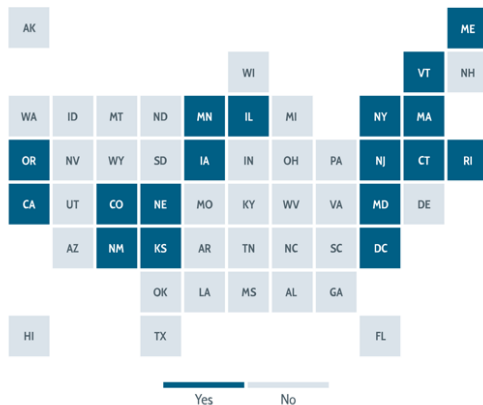 AK ME
WI VT NH
WA ID MT ND MN IL MI NY MA
OR NV WY SD IA IN OH PA NJ CT RI
CA UT CO NE MO KY WV VA MD DE
AZ NM KS AR TN NC SC DC
OK LA MS AL GA
HI TX FL
Yes No